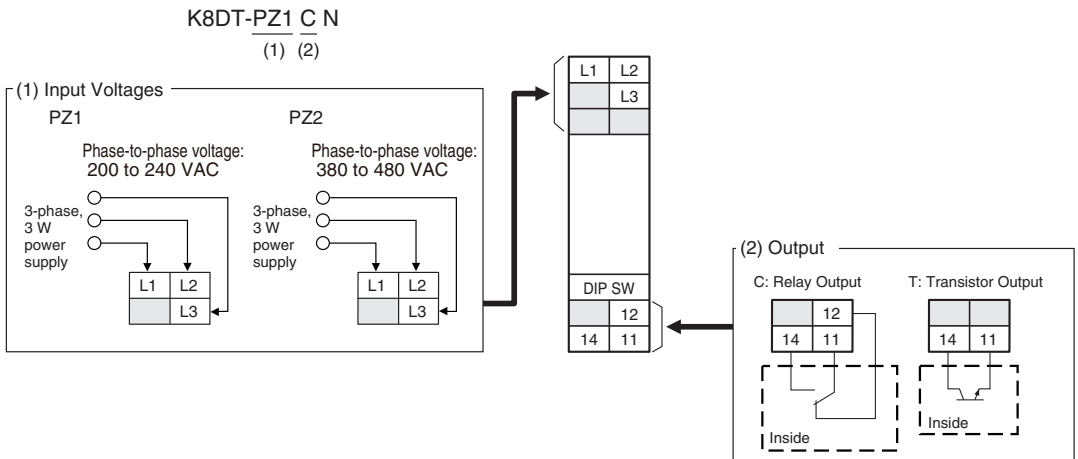 K8DT-PZ1 C N
(1) (2)
(1) Input Voltages
PZ1
Phase-to-phase voltage:
200 to 240 VAC
3-phase,
3 W
power
supply
L1 L2
L3
PZ2
Phase-to-phase voltage:
380 to 480 VAC
3-phase,
3 W
power
supply
L1 L2
L3
L1 L2
L3
DIP SW
12
14 11
(2) Output
C: Relay Output
12
14 11
Inside
T: Transistor Output
14 11
Inside